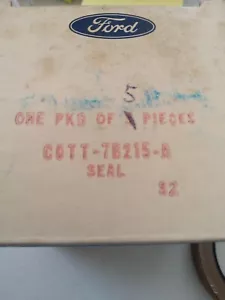 Ford
5
ONE PKG OF PIECES
C0TT-7B215-A
SEAL
32